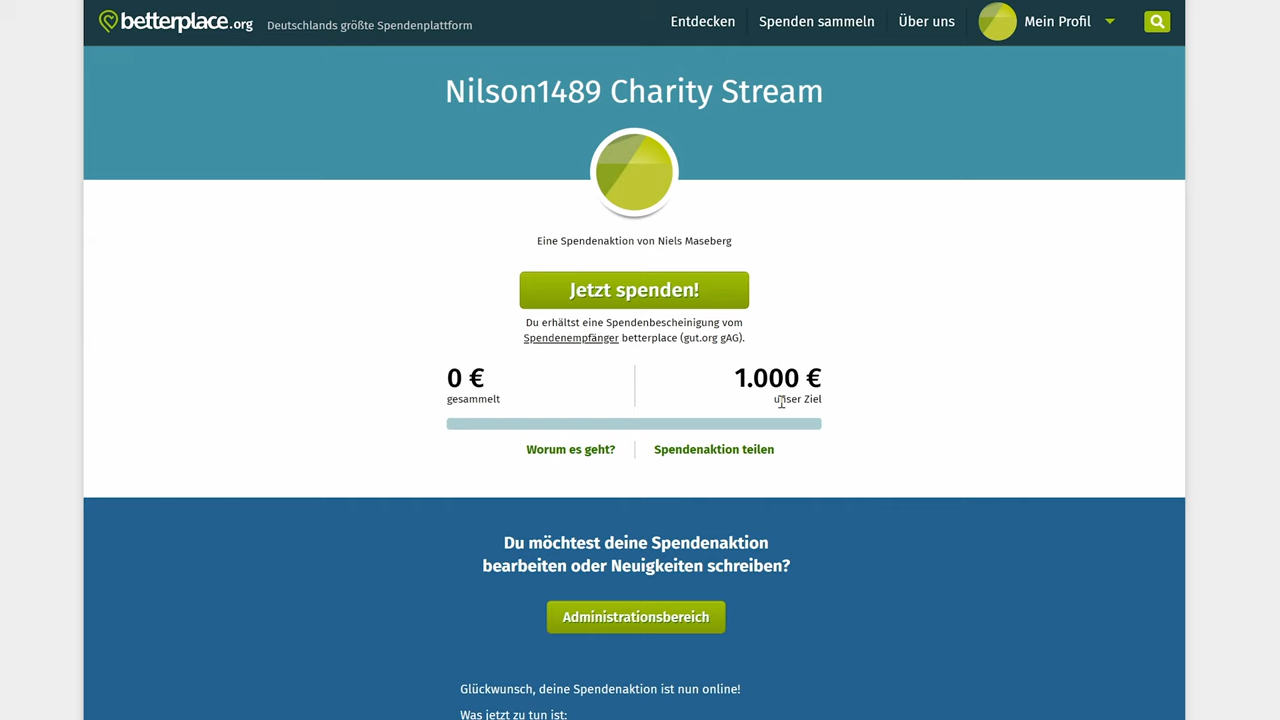 betterplace.org Deutschlands größte Spendenplattform Entdecken Spenden sammeln Über uns Mein Profil
Nilson1489 Charity Stream
Eine Spendenaktion von Niels Maseberg
Jetzt spenden!
Du erhältst eine Spendenbescheinigung vom
Spendenempfänger betterplace (gut.org gAG).
0 € 1.000 €
gesammelt unser Ziel
Worum es geht? Spendenaktion teilen
Du möchtest deine Spendenaktion
bearbeiten oder Neuigkeiten schreiben?
Administrationsbereich
Glückwunsch, deine Spendenaktion ist nun online!
Was jetzt zu tun ist: